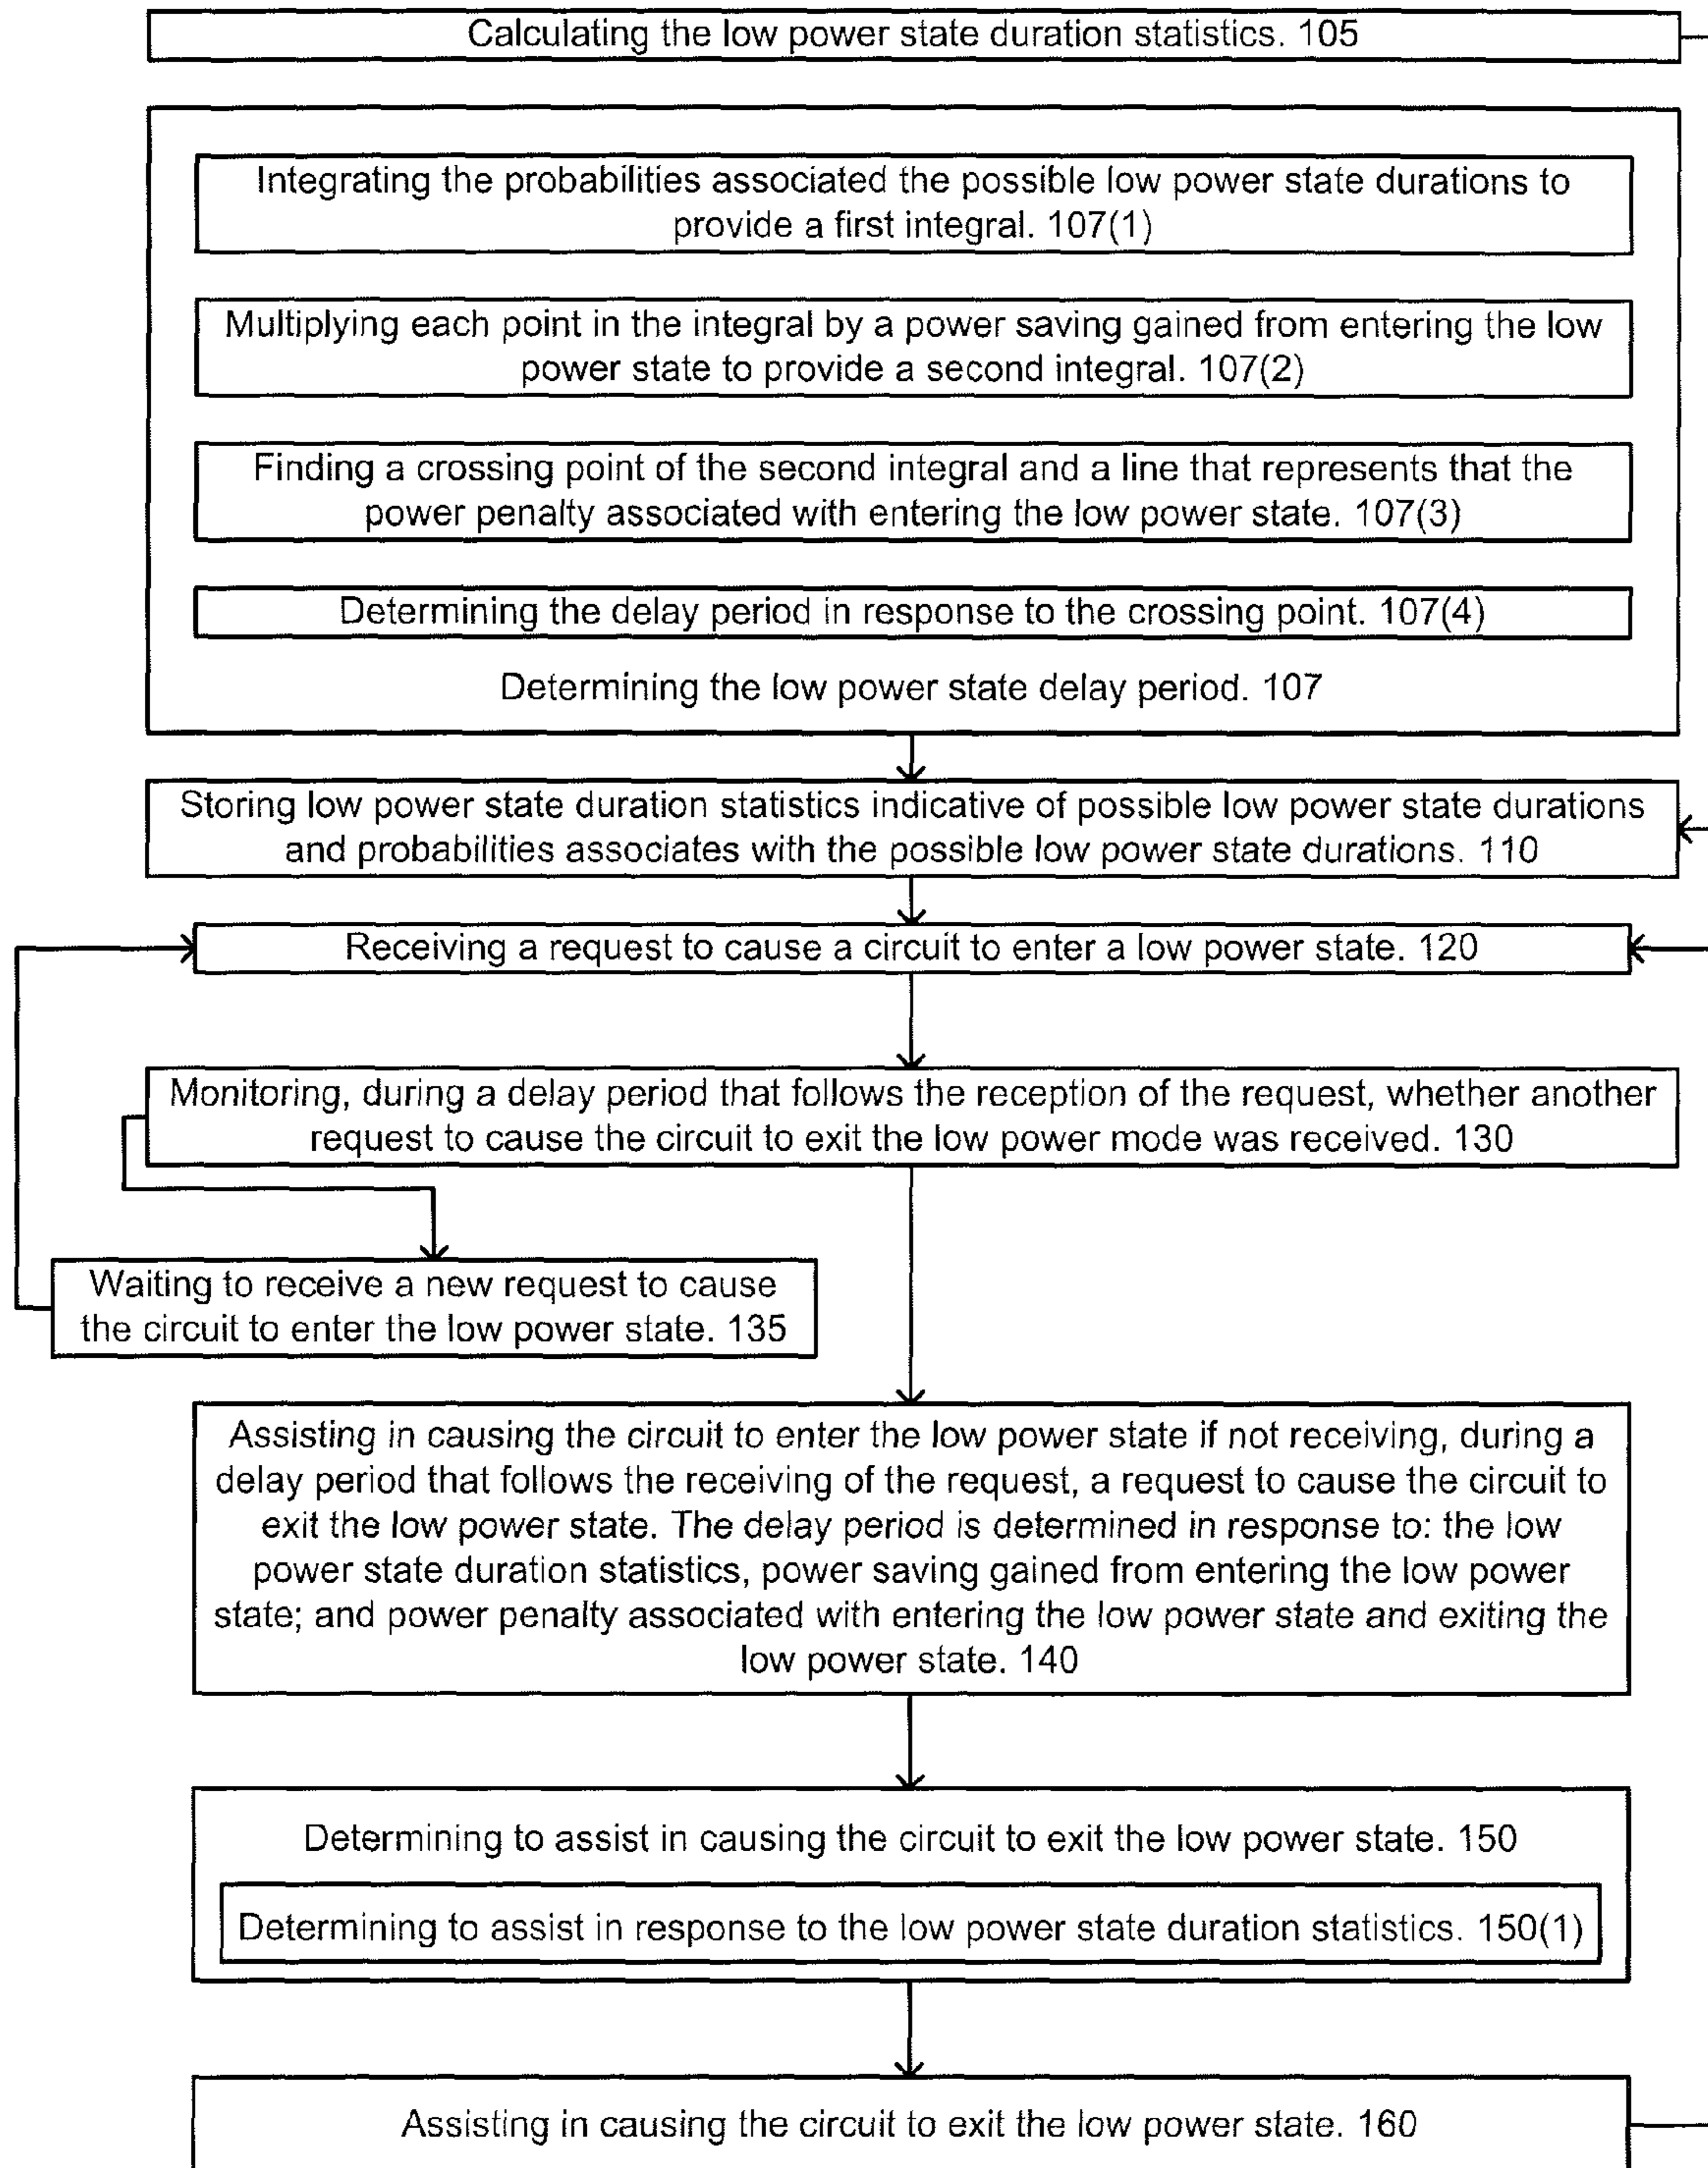 Calculating the low power state duration statistics. 105
Integrating the probabilities associated the possible low power state durations to
provide a first integral. 107(1)
Multiplying each point in the integral by a power saving gained from entering the low
power state to provide a second integral. 107(2)
Finding a crossing point of the second integral and a line that represents that the
power penalty associated with entering the low power state. 107(3)
Determining the delay period in response to the crossing point. 107(4)
Determining the low power state delay period. 107
Storing low power state duration statistics indicative of possible low power state durations
and probabilities associates with the possible low power state durations. 110
Receiving a request to cause a circuit to enter a low power state. 120
Monitoring, during a delay period that follows the reception of the request, whether another
request to cause the circuit to exit the low power mode was received. 130
Waiting to receive a new request to cause
the circuit to enter the low power state. 135
Assisting in causing the circuit to enter the low power state if not receiving, during a
delay period that follows the receiving of the request, a request to cause the circuit to
exit the low power state. The delay period is determined in response to: the low
power state duration statistics, power saving gained from entering the low power
state; and power penalty associated with entering the low power state and exiting the
low power state. 140
Determining to assist in causing the circuit to exit the low power state. 150
Determining to assist in response to the low power state duration statistics. 150(1)
Assisting in causing the circuit to exit the low power state. 160